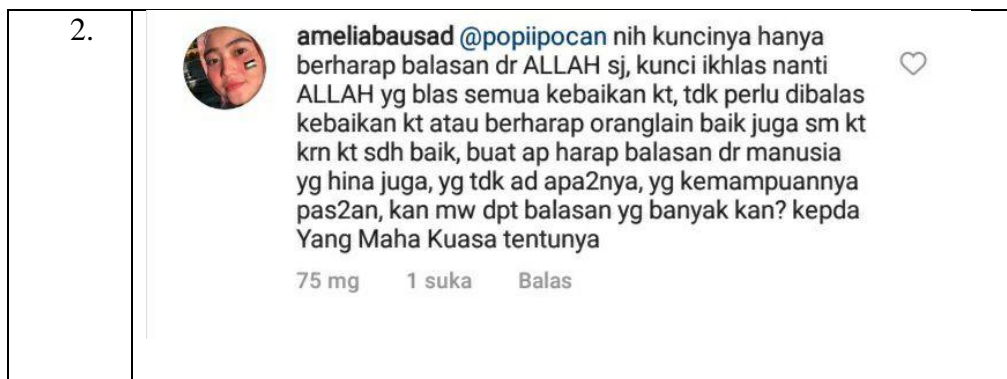 2.
ameliabausad @popiipocan nih kuncinya hanya
berharap balasan dr ALLAH sj, kunci ikhlas nanti
ALLAH yg blas semua kebaikan kt, tdk perlu dibalas
kebaikan kt atau berharap oranglain baik juga sm kt
krn kt sdh baik, buat ap harap balasan dr manusia
yg hina juga, yg tdk ad apa2nya, yg kemampuannya
pas2an, kan mw dpt balasan yg banyak kan? kepda
Yang Maha Kuasa tentunya
75 mg 1 suka Balas